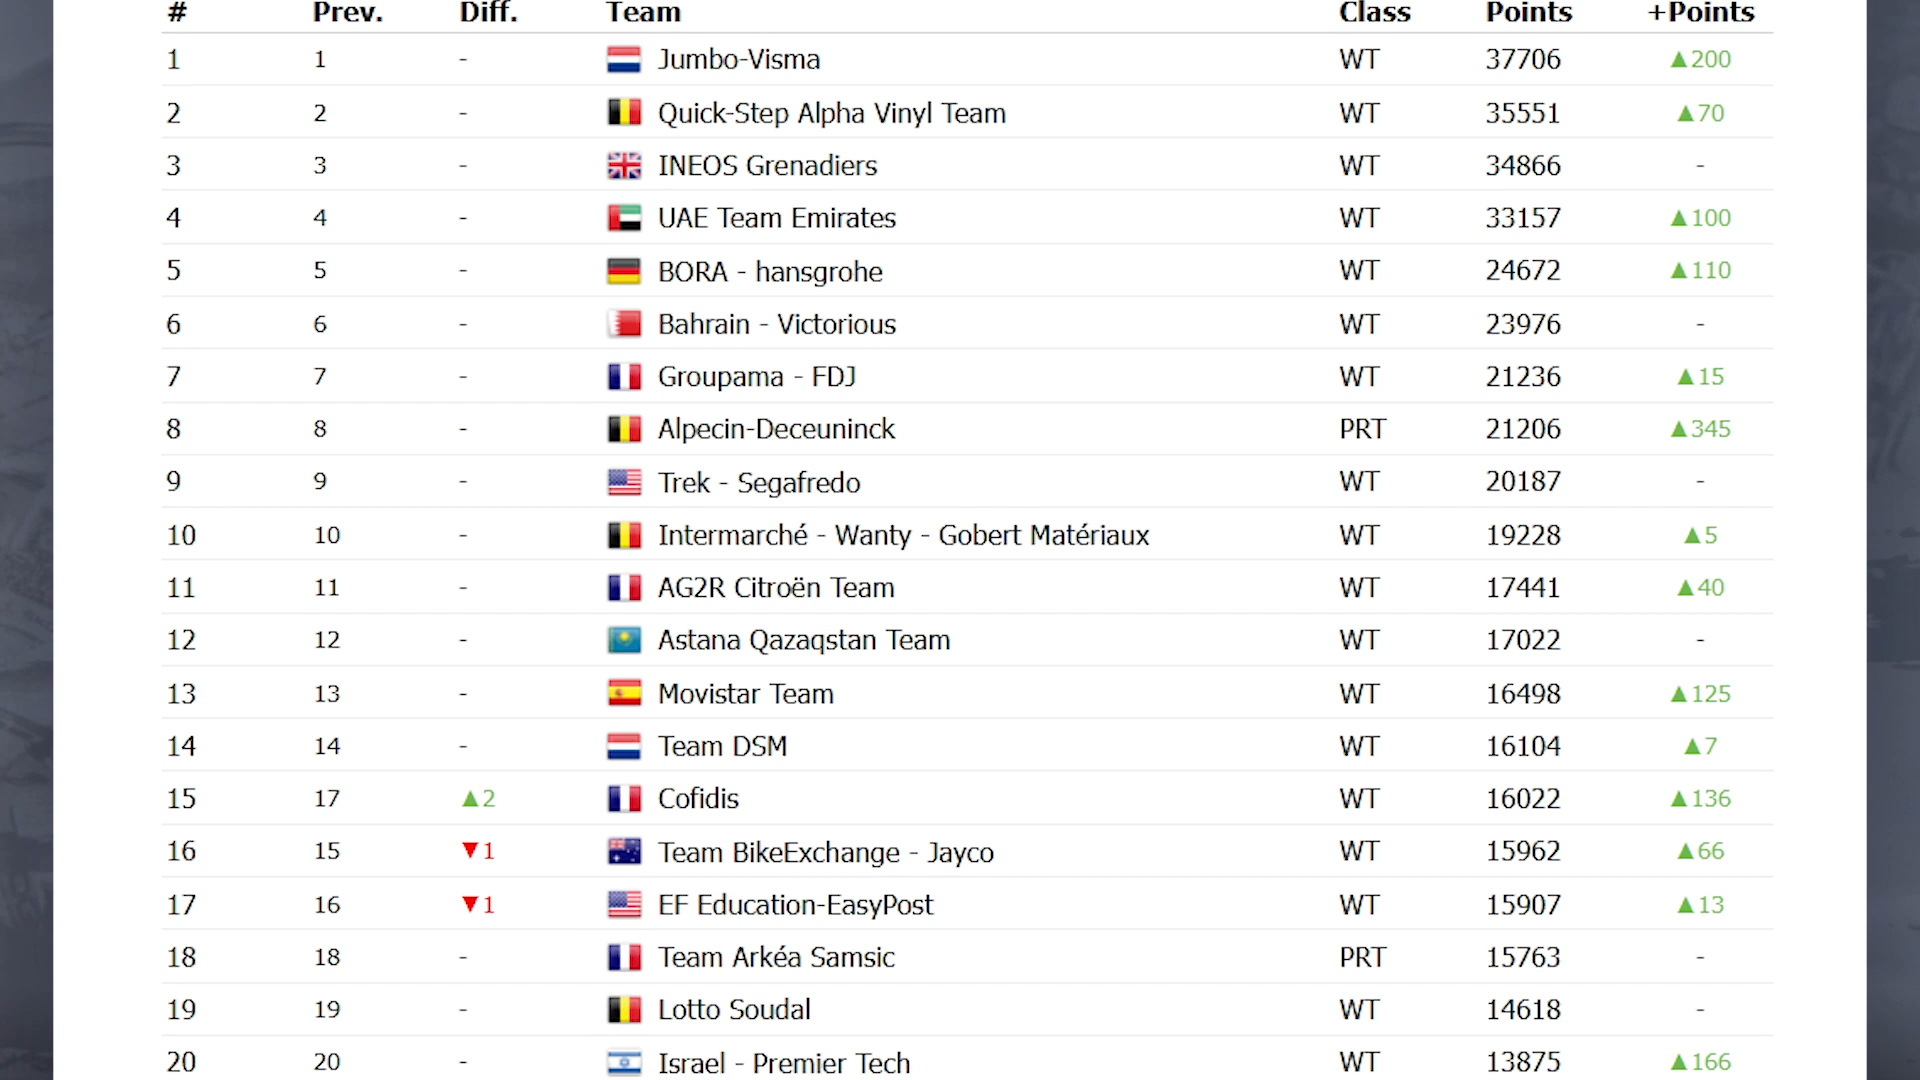 # Prev. Diff. Team Class Points +Points
1 1 - Jumbo-Visma WT 37706 ▲200
2 2 - Quick-Step Alpha Vinyl Team WT 35551 ▲70
3 3 - INEOS Grenadiers WT 34866 -
4 4 - UAE Team Emirates WT 33157 ▲100
5 5 - BORA - hansgrohe WT 24672 ▲110
6 6 - Bahrain - Victorious WT 23976 -
7 7 - Groupama - FDJ WT 21236 ▲15
8 8 - Alpecin-Deceuninck PRT 21206 ▲345
9 9 - Trek - Segafredo WT 20187 -
10 10 - Intermarché - Wanty - Gobert Matériaux WT 19228 ▲5
11 11 - AG2R Citroën Team WT 17441 ▲40
12 12 - Astana Qazaqstan Team WT 17022 -
13 13 - Movistar Team WT 16498 ▲125
14 14 - Team DSM WT 16104 ▲7
15 17 ▲2 Cofidis WT 16022 ▲136
16 15 ▼1 Team BikeExchange - Jayco WT 15962 ▲66
17 16 ▼1 EF Education-EasyPost WT 15907 ▲13
18 18 - Team Arkéa Samsic PRT 15763 -
19 19 - Lotto Soudal WT 14618 -
20 20 - Israel - Premier Tech WT 13875 ▲166